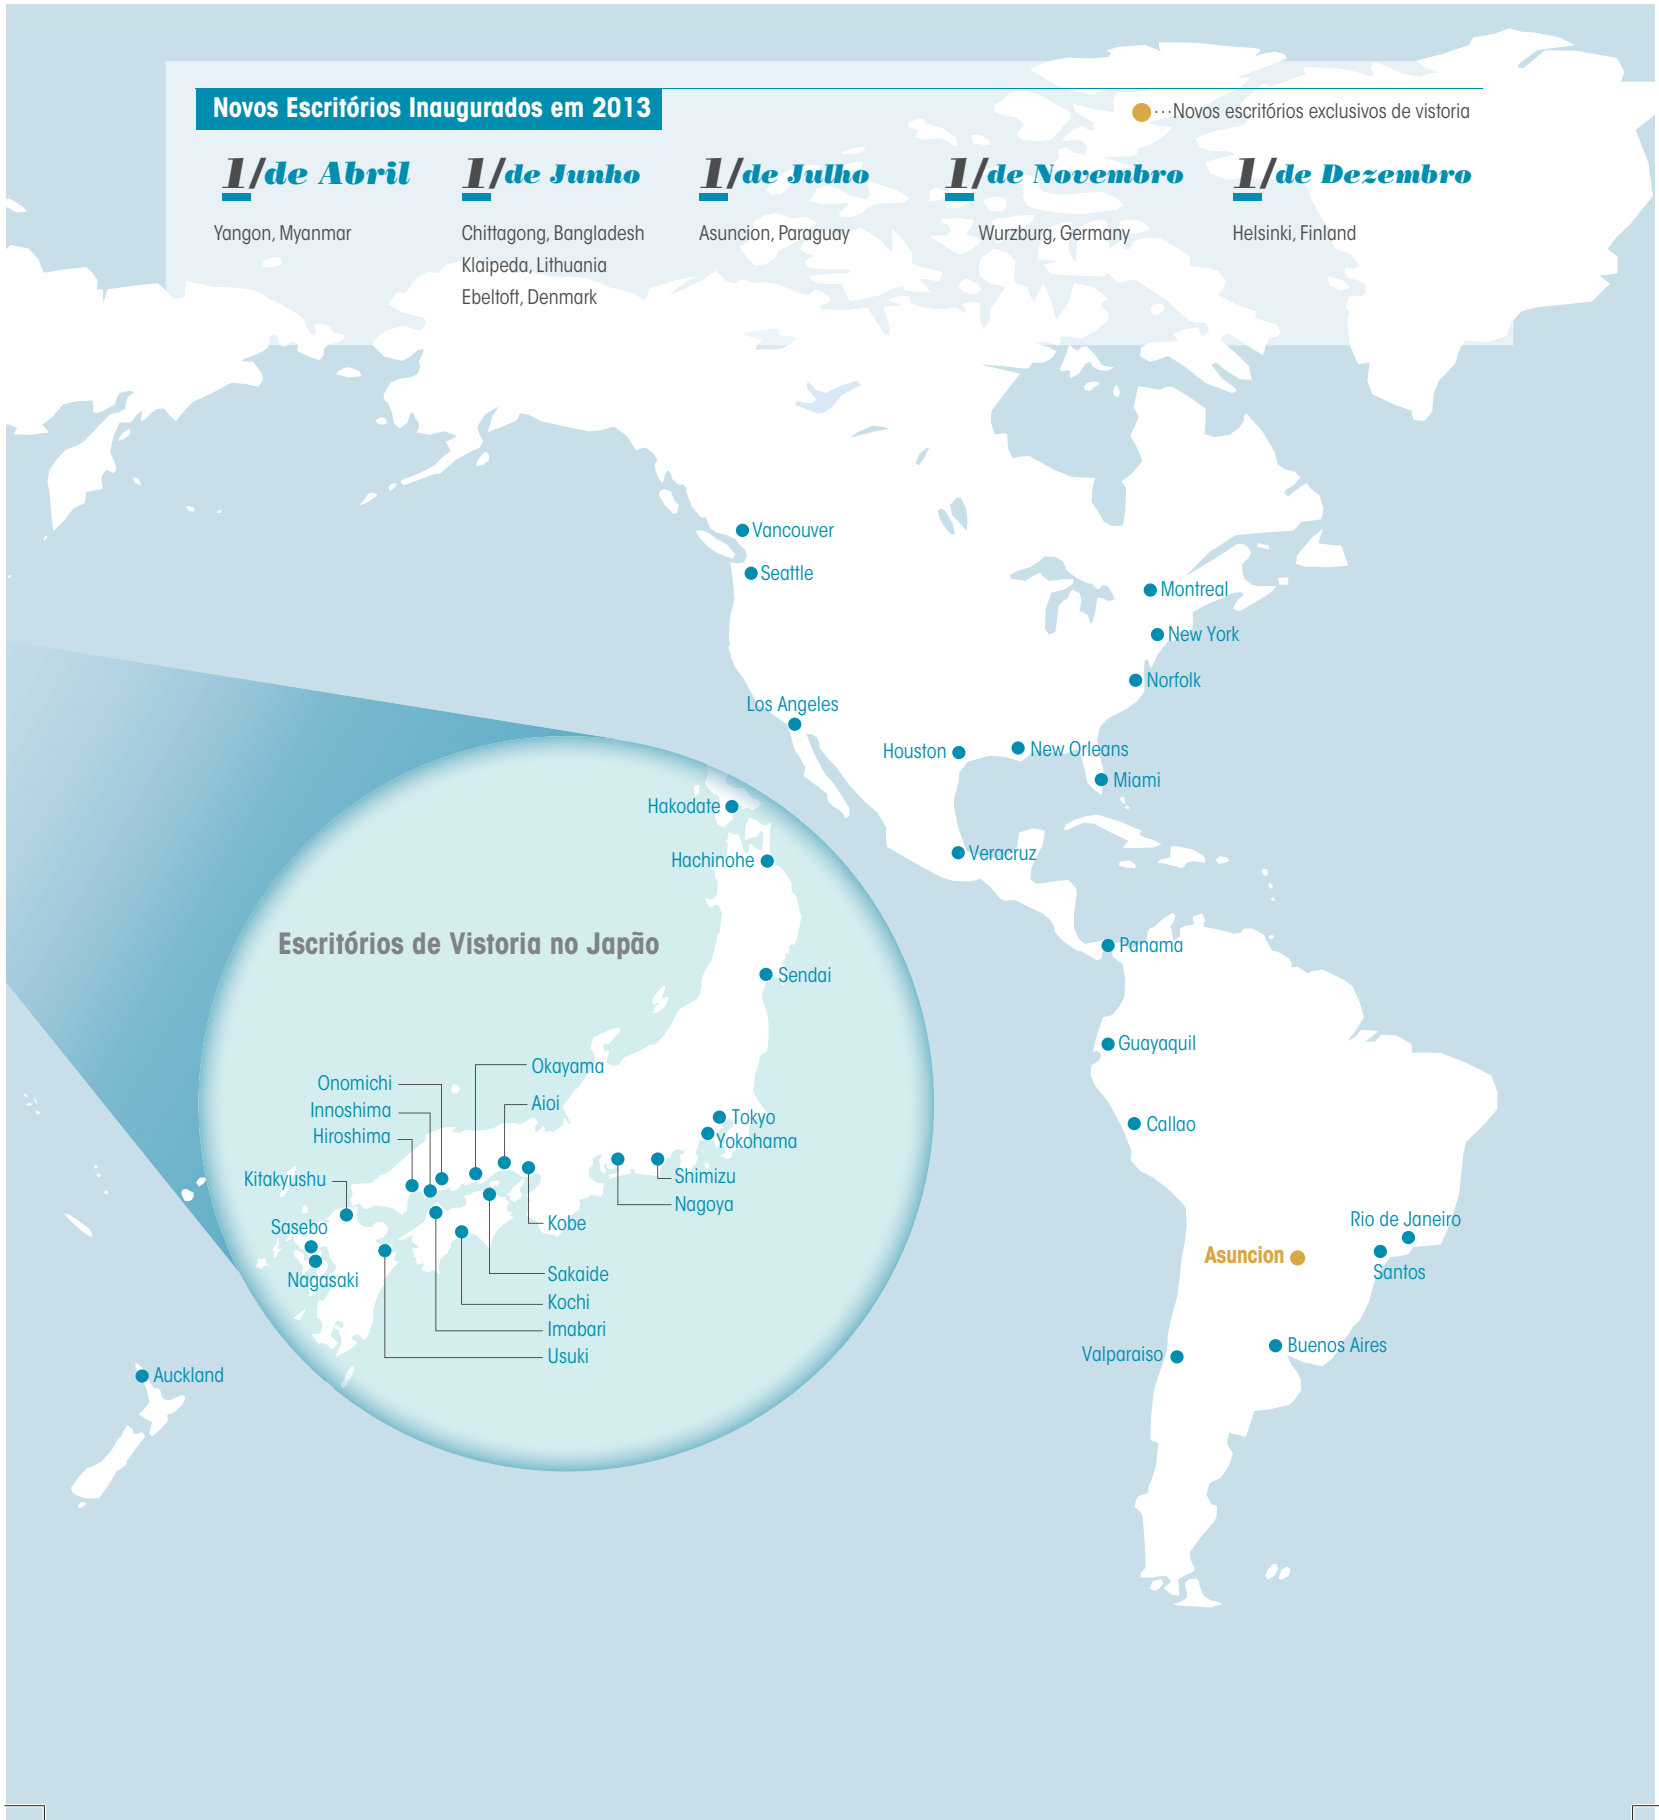 Novos Escritórios Inaugurados em 2013
●···Novos escritórios exclusivos de vistoria
1/de Abril
Yangon, Myanmar
1/de Junho
Chittagong, Bangladesh
Klaipeda, Lithuania
Ebeltoft, Denmark
1/de Julho
Asuncion, Paraguay
1/de Novembro
Wurzburg, Germany
1/de Dezembro
Helsinki, Finland
Vancouver
Seattle
Montreal
New York
Norfolk
Los Angeles
Houston
New Orleans
Miami
Veracruz
Panama
Guayaquil
Callao
Rio de Janeiro
Asuncion
Santos
Buenos Aires
Valparaiso
Auckland
Escritórios de Vistoria no Japão
Hakodate
Hachinohe
Sendai
Okayama
Onomichi
Aioi
Innoshima
Hiroshima
Tokyo
Yokohama
Kitakyushu
Shimizu
Nagoya
Sasebo
Kobe
Nagasaki
Sakaide
Kochi
Imabari
Usuki